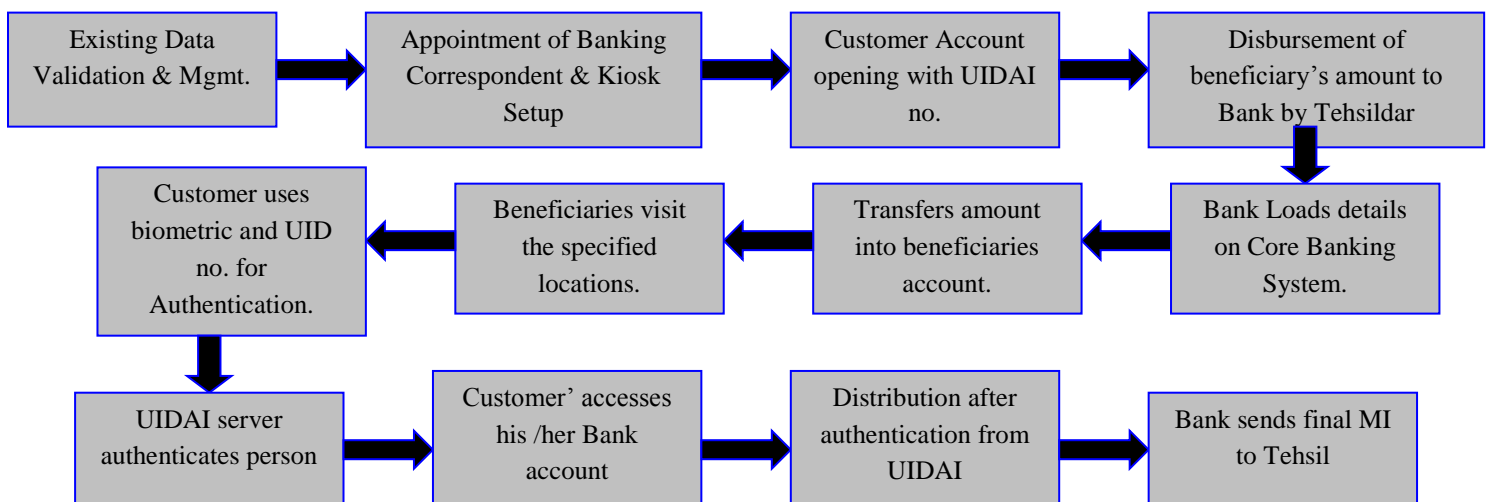 Existing Data
Validation & Mgmt.
Appointment of Banking
Correspondent & Kiosk
Setup
Customer Account
opening with UIDAI
no.
Disbursement of
beneficiary's amount to
Bank by Tehsildar
Bank Loads details
on Core Banking
System.
Transfers amount
into beneficiaries
account.
Beneficiaries visit
the specified
locations.
Customer uses
biometric and UID
no. for
Authentication.
UIDAI server
authenticates person
Customer' accesses
his /her Bank
account
Distribution after
authentication from
UIDAI
Bank sends final MI
to Tehsil